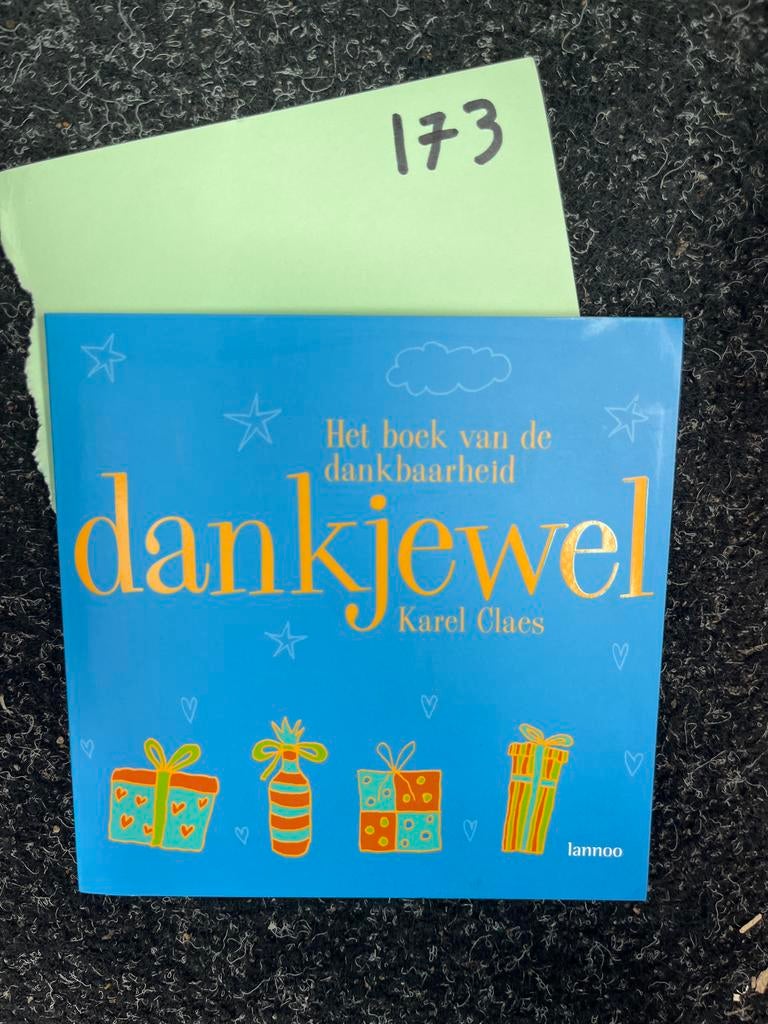 173
Het boek van de
dankbaarheid
dankjewel
Karel Claes
lannoo